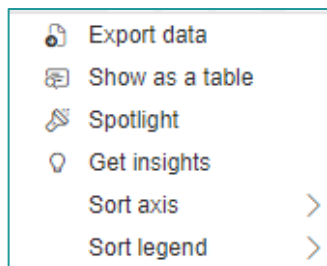 Export data
Show as a table
Spotlight
Get insights
Sort axis
Sort legend